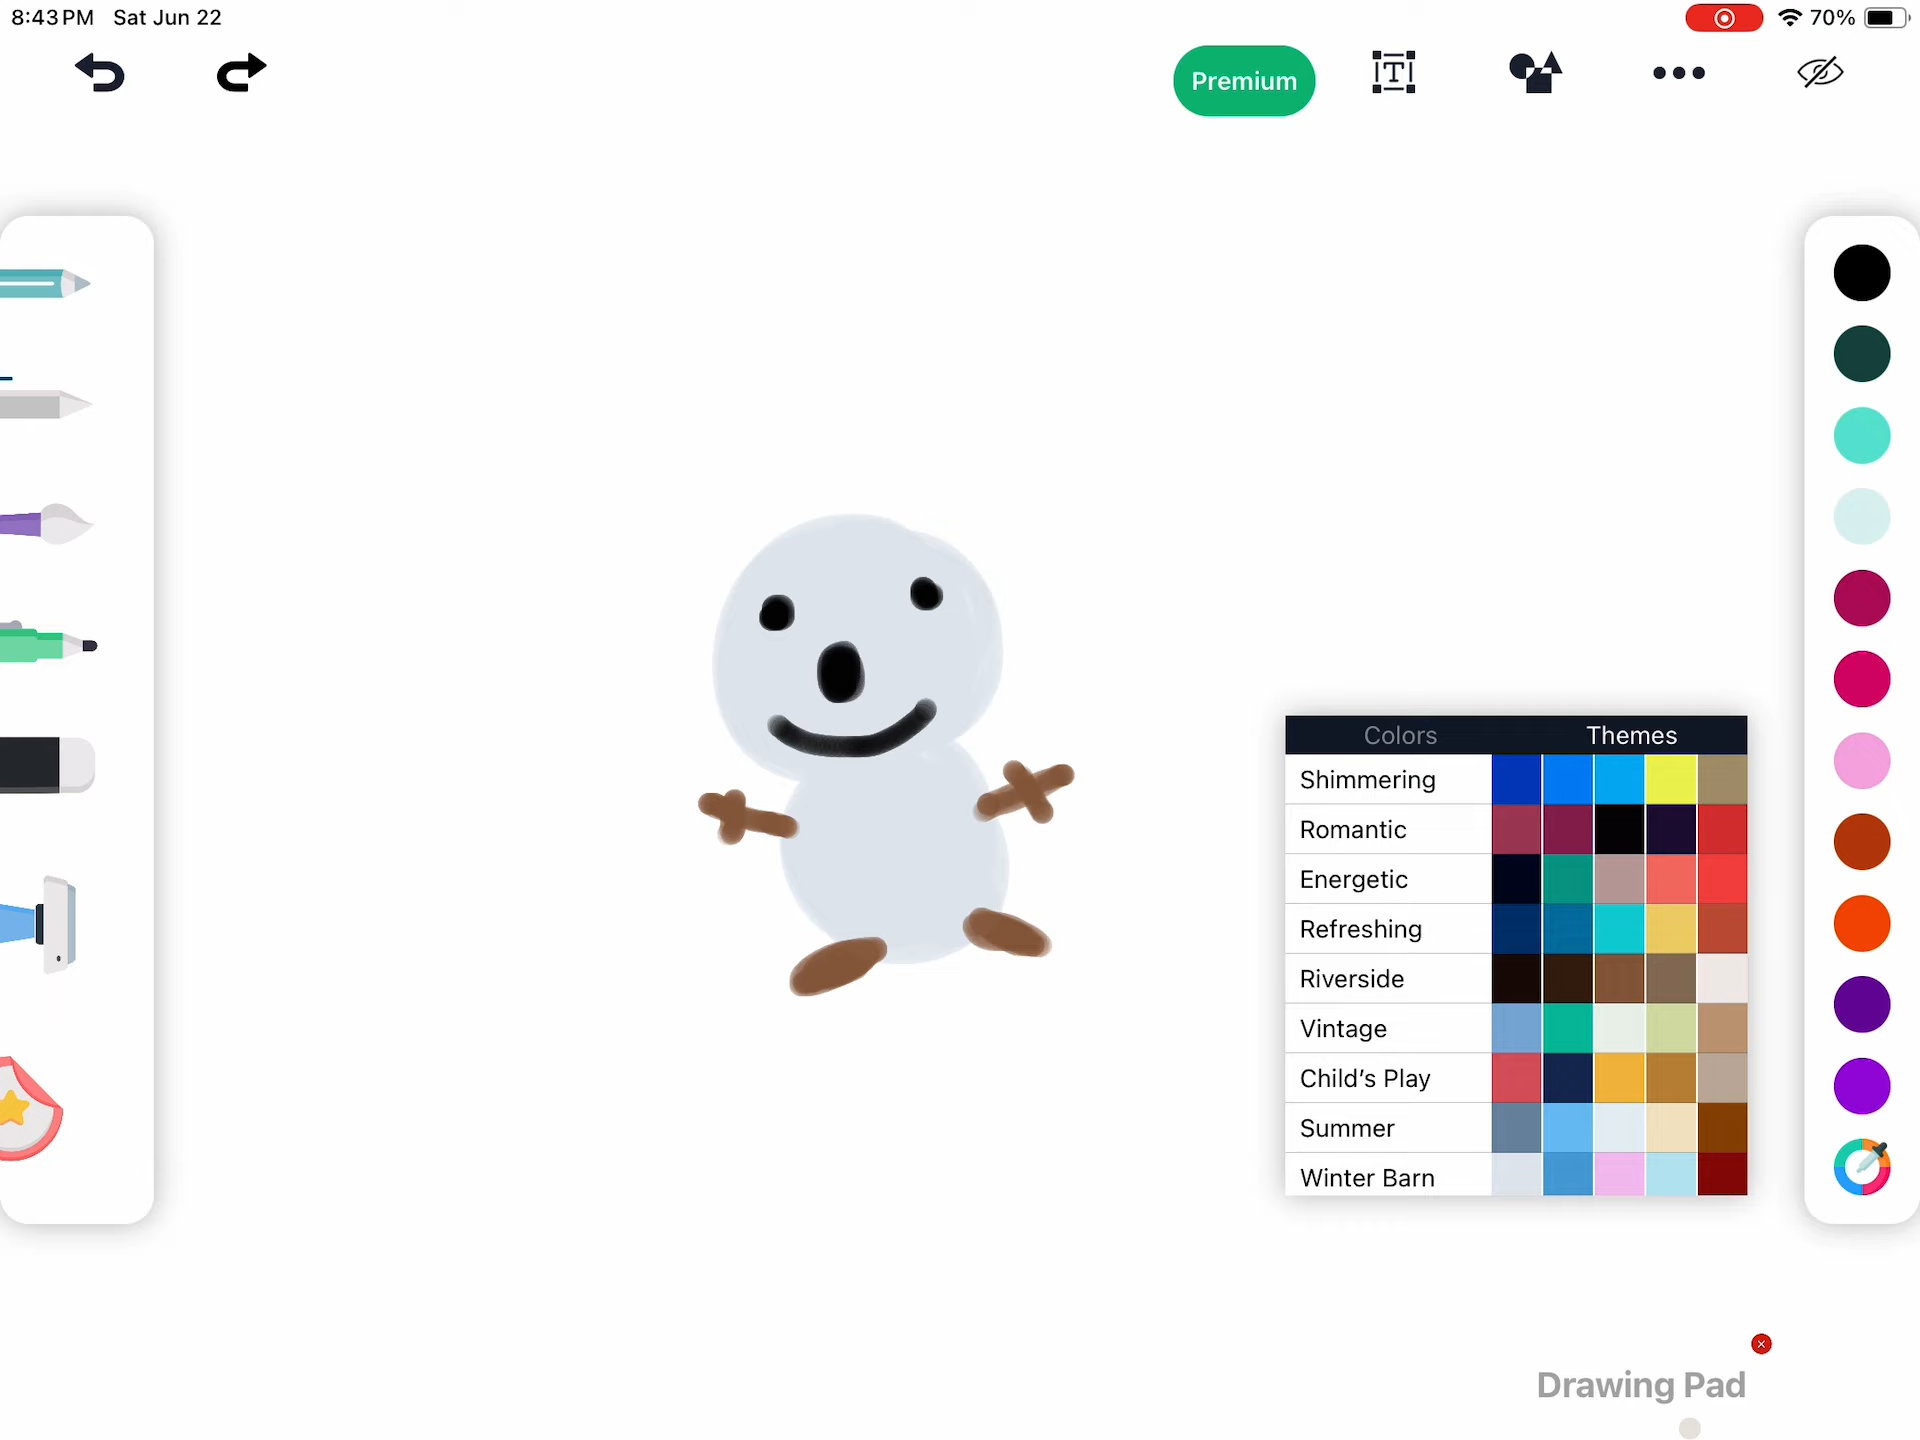 8:43 PM Sat Jun 22
70%
Premium
T
Colors Themes
Shimmering
Romantic
Energetic
Refreshing
Riverside
Vintage
Child's Play
Summer
Winter Barn
Drawing Pad